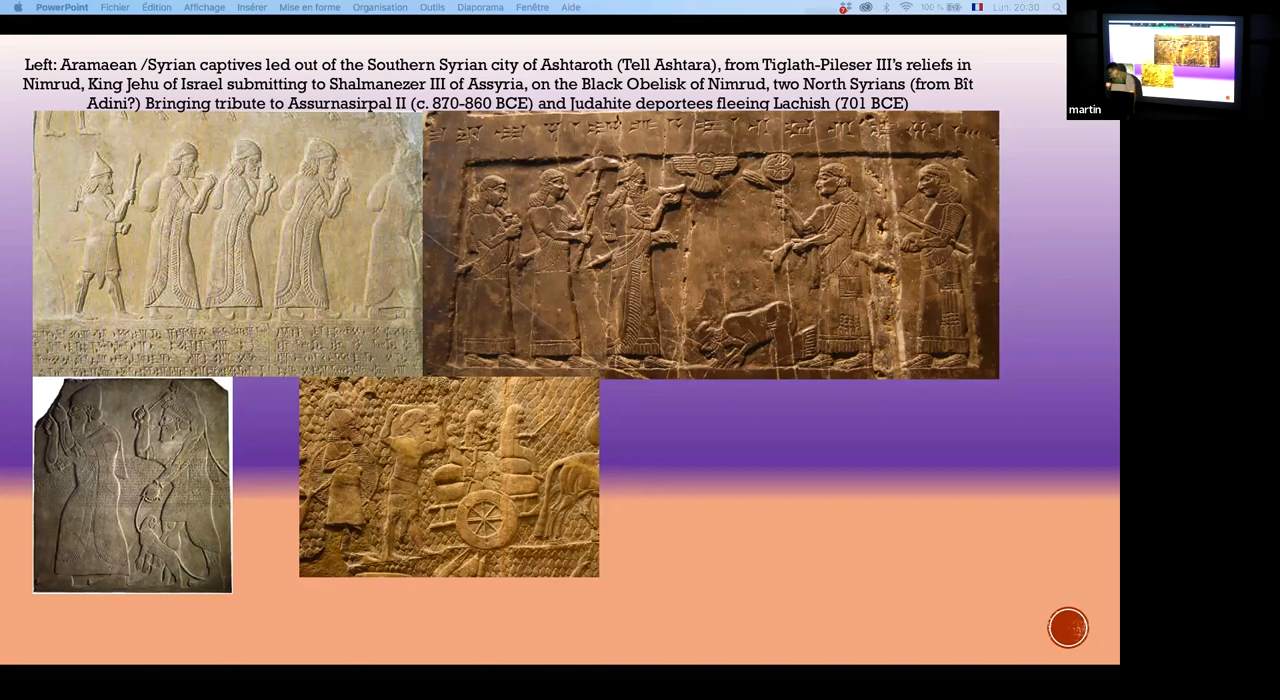 PowerPoint Fichier Édition Affichage Insérer Mise en forme Organisation Outils Diaporama Fenêtre Aide 7 100 % Lun. 20:30
Left: Aramaean /Syrian captives led out of the Southern Syrian city of Ashtaroth (Tell Ashtara), from Tiglath-Pileser III's reliefs in
Nimrud, King Jehu of Israel submitting to Shalmanezer III of Assyria, on the Black Obelisk of Nimrud, two North Syrians (from Bît
Adini?) Bringing tribute to Assurnasirpal II (c. 870-860 BCE) and Judahite deportees fleeing Lachish (701 BCE)
martin